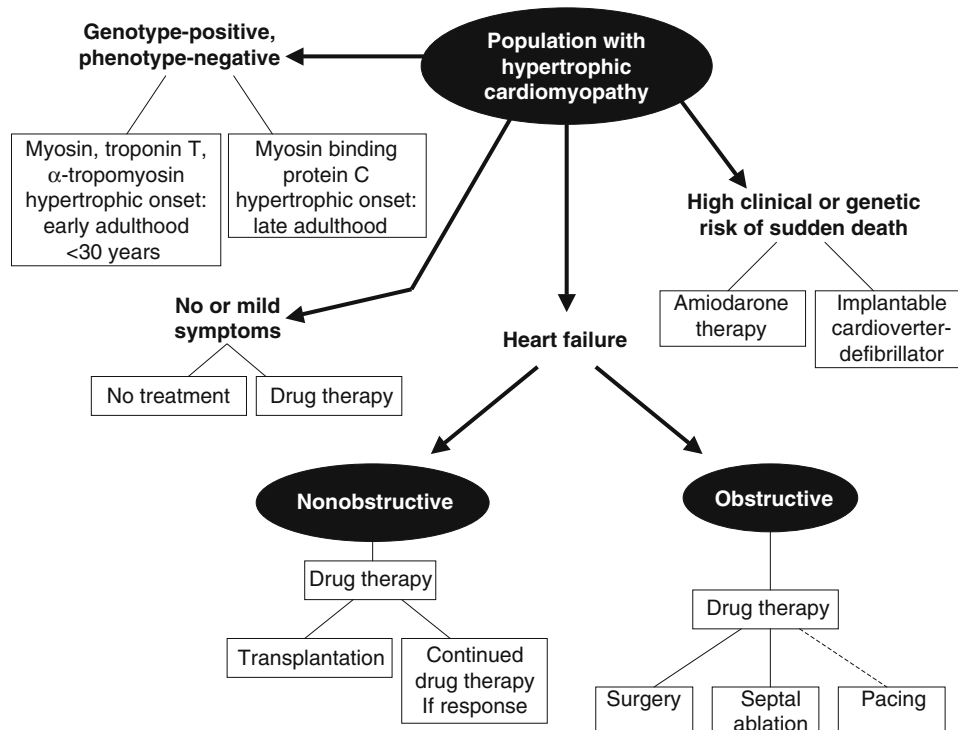 Genotype-positive,
phenotype-negative
Population with
hypertrophic
cardiomyopathy
Myosin, troponin T,
α-tropomyosin
hypertrophic onset:
early adulthood
<30 years
Myosin binding
protein C
hypertrophic onset:
late adulthood
High clinical or genetic
risk of sudden death
Amiodarone
therapy
Implantable
cardioverter-
defibrillator
No or mild
symptoms
No treatment
Drug therapy
Heart failure
Nonobstructive
Drug therapy
Transplantation
Continued
drug therapy
If response
Obstructive
Drug therapy
Surgery
Septal
ablation
Pacing